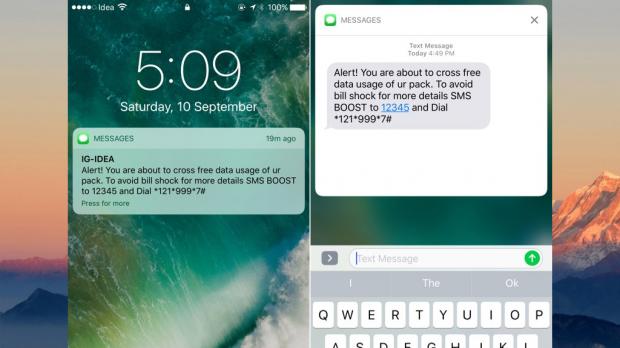 Idea 100%
5:09
Saturday, 10 September
MESSAGES 19m ago
IG-IDEA
Alert! You are about to cross free data usage of ur
pack. To avoid bill shock for more details SMS BOOST
to 12345 and Dial *121*999*7#
Press for more
MESSAGES
Text Message
Today 4:49 PM
Alert! You are about to cross free
data usage of ur pack. To avoid
bill shock for more details SMS
BOOST to 12345 and Dial
*121*999*7#
Text Message
I The Ok
Q W E R T Y U I O P
A S D F G H J K L